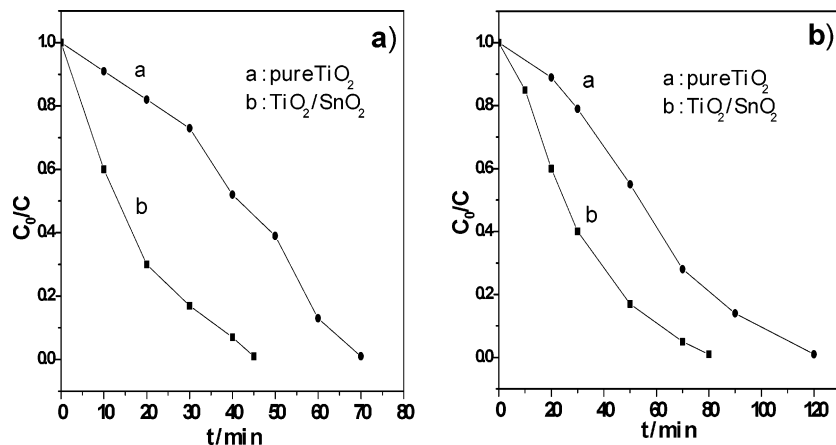 a)
a
a : pureTiO₂
b : TiO₂/SnO₂
b
C₀/C
1.0
0.8
0.6
0.4
0.2
0.0
0 10 20 30 40 50 60 70 80
t/min
b)
a
a : pureTiO₂
b : TiO₂/SnO₂
b
C₀/C
1.0
0.8
0.6
0.4
0.2
0.0
0 20 40 60 80 100 120
t/min